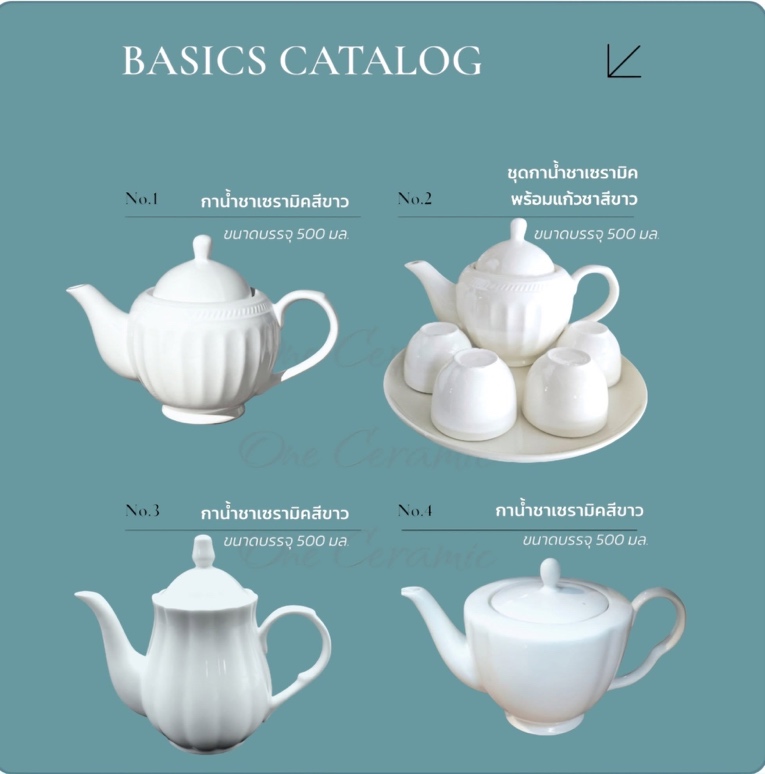 BASICS CATALOG
No.1
กาน้ำชาเซรามิคสีขาว
ขนาดบรรจุ 500 มล.
No.2
ชุดกาน้ำชาเซรามิค
พร้อมแก้วชาสีขาว
ขนาดบรรจุ 500 มล.
One Ceramic
One Ceramic
No.3
กาน้ำชาเซรามิคสีขาว
ขนาดบรรจุ 500 มล.
No.4
กาน้ำชาเซรามิคสีขาว
ขนาดบรรจุ 500 มล.
One Ceramic